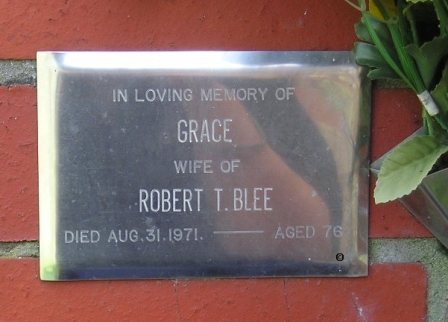 IN LOVING MEMORY OF
GRACE
WIFE OF
ROBERT T. BLEE
DIED AUG. 31. 1971. —— AGED 76